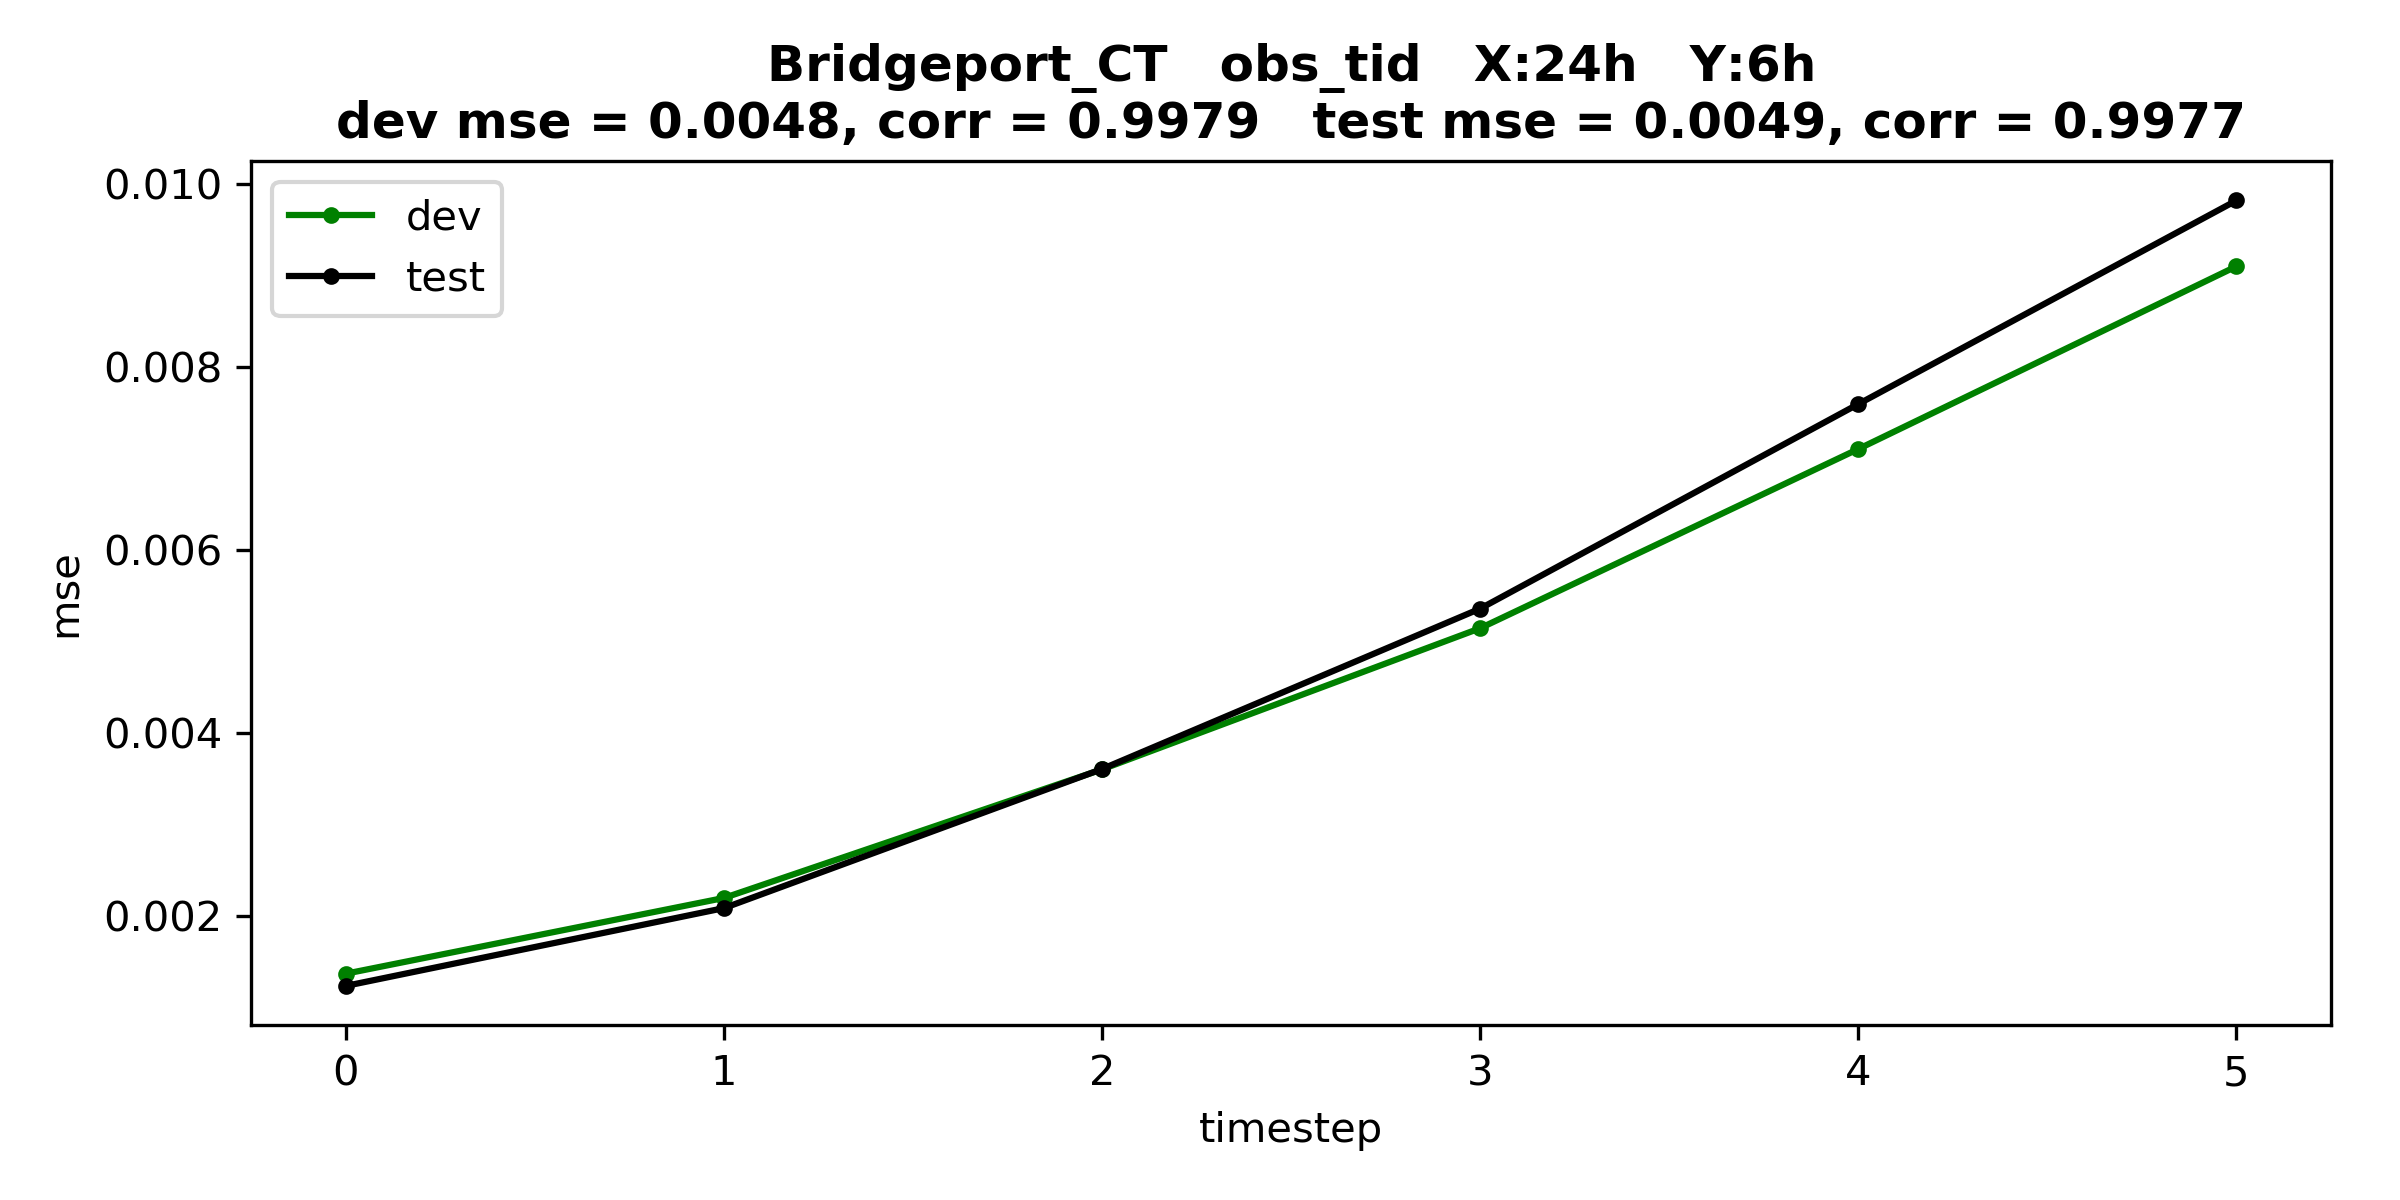 Bridgeport_CT obs_tid X:24h Y:6h
dev mse = 0.0048, corr = 0.9979 test mse = 0.0049, corr = 0.9977
dev
test
0.010
0.008
0.006
0.004
0.002
mse
0 1 2 3 4 5
timestep